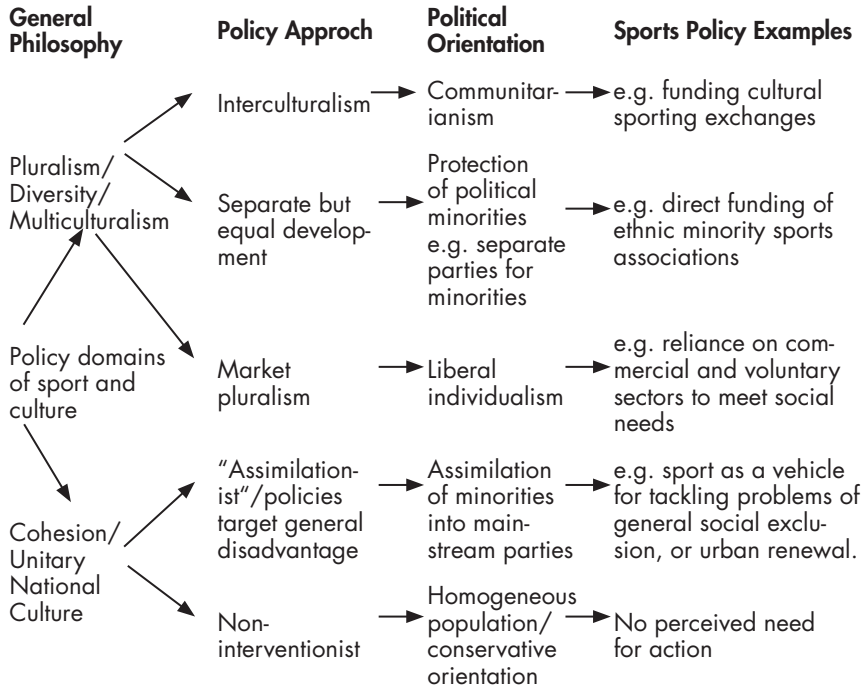 General
Philosophy
Policy Approch
Political
Orientation
Sports Policy Examples
Interculturalism
Communitar-
ianism
e.g. funding cultural
sporting exchanges
Pluralism/
Diversity/
Multiculturalism
Separate but
equal develop-
ment
Protection
of political
minorities
e.g. separate
parties for
minorities
e.g. direct funding of
ethnic minority sports
associations
Policy domains
of sport and
culture
Market
pluralism
Liberal
individualism
e.g. reliance on com-
mercial and voluntary
sectors to meet social
needs
Cohesion/
Unitary
National
Culture
“Assimilation-
ist“/policies
target general
disadvantage
Assimilation
of minorities
into main-
stream parties
e.g. sport as a vehicle
for tackling problems of
general social exclu-
sion, or urban renewal.
Non-
interventionist
Homogeneous
population/
conservative
orientation
No perceived need
for action